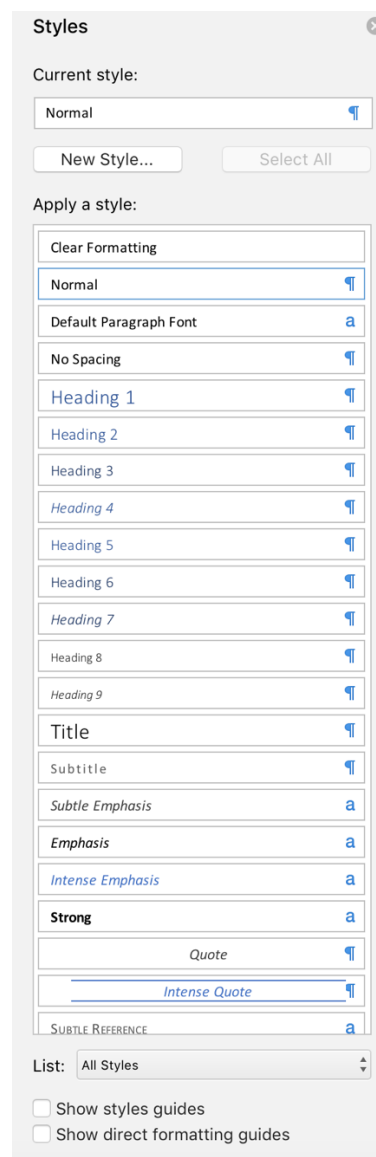 Styles
Current style:
Normal ¶
New Style... Select All
Apply a style:
Clear Formatting
Normal ¶
Default Paragraph Font a
No Spacing ¶
Heading 1 ¶
Heading 2 ¶
Heading 3 ¶
Heading 4 ¶
Heading 5 ¶
Heading 6 ¶
Heading 7 ¶
Heading 8 ¶
Heading 9 ¶
Title ¶
Subtitle ¶
Subtle Emphasis a
Emphasis a
Intense Emphasis a
Strong a
Quote ¶
Intense Quote ¶
SUBTLE REFERENCE a
List: All Styles
Show styles guides
Show direct formatting guides